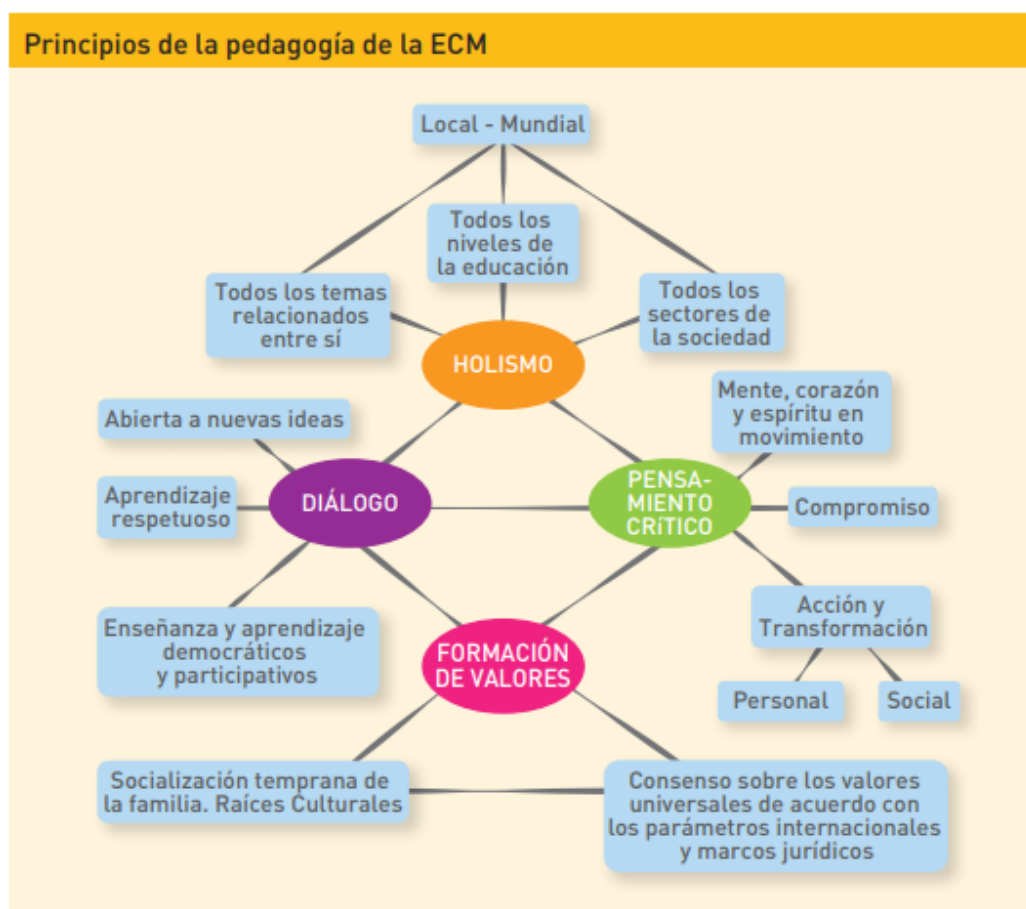 Principios de la pedagogía de la ECM
Local - Mundial
Todos los
niveles de
la educación
Todos los temas
relacionados
entre sí
Todos los
sectores de
la sociedad
HOLISMO
Mente, corazón
y espíritu en
movimiento
Abierta a nuevas ideas
Aprendizaje
respetuoso
DIÁLOGO
PENSA-
MIENTO
CRíTICO
Compromiso
Enseñanza y aprendizaje
democráticos
y participativos
Acción y
Transformación
FORMACIÓN
DE VALORES
Personal
Social
Socialización temprana de
la familia. Raíces Culturales
Consenso sobre los valores
universales de acuerdo con
los parámetros internacionales
y marcos jurídicos